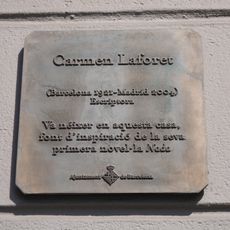 Carmen Laforet
(Barcelona 1921-Madrid 2004)
Escriptora
Va néixer en aquesta casa,
font d'inspiració de la seva
primera novel·la Nada
Ajuntament de Barcelona